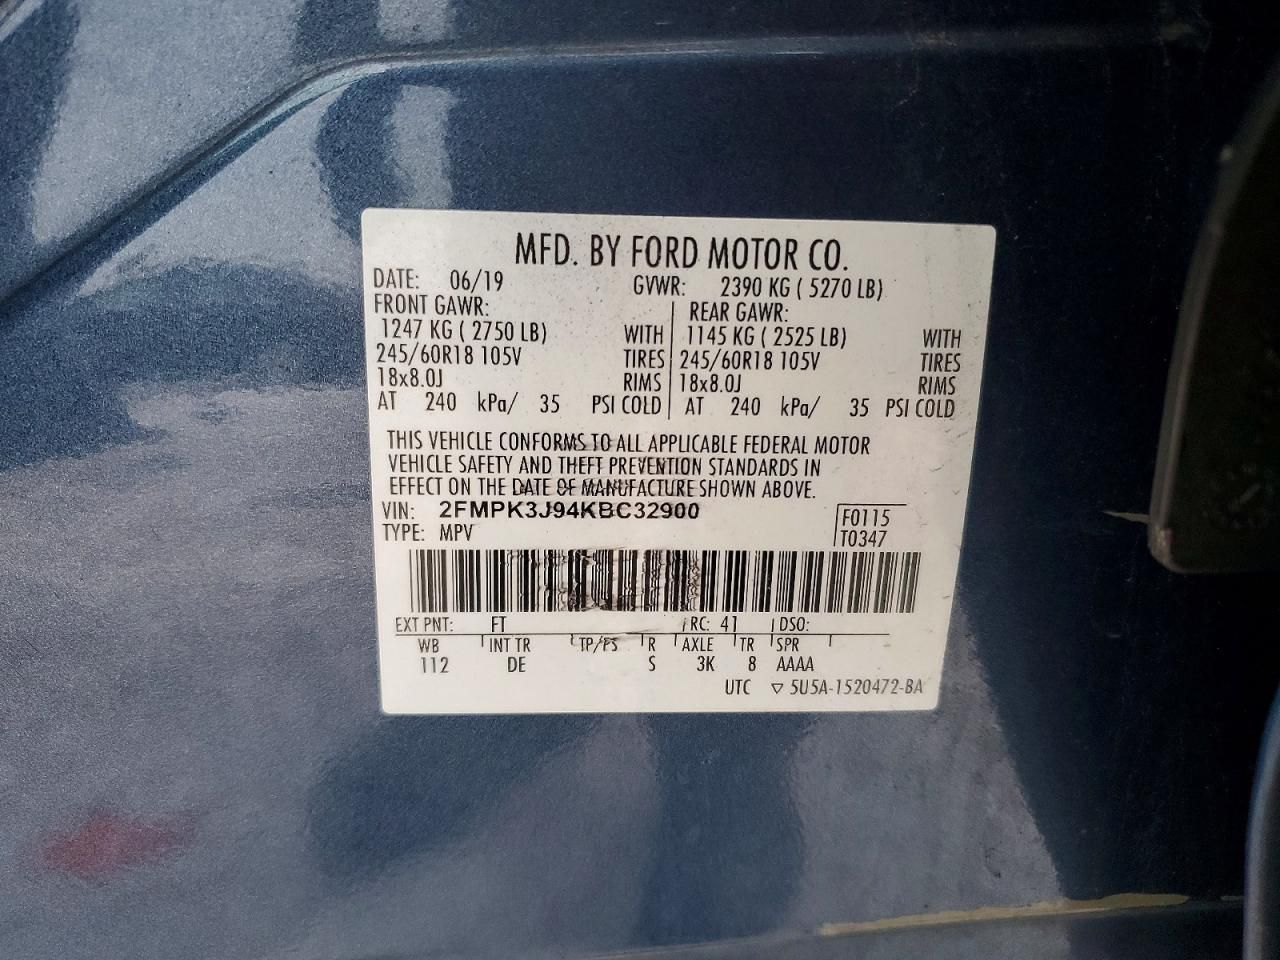 MFD. BY FORD MOTOR CO.
DATE: 06/19 GVWR: 2390 KG ( 5270 LB)
FRONT GAWR: REAR GAWR:
1247 KG ( 2750 LB) WITH 1145 KG ( 2525 LB) WITH
245/60R18 105V TIRES 245/60R18 105V TIRES
18x8.0J RIMS 18x8.0J RIMS
AT 240 kPa/ 35 PSI COLD AT 240 kPa/ 35 PSI COLD
THIS VEHICLE CONFORMS TO ALL APPLICABLE FEDERAL MOTOR
VEHICLE SAFETY AND THEFT PREVENTION STANDARDS IN
EFFECT ON THE DATE OF MANUFACTURE SHOWN ABOVE.
VIN: 2FMPK3J94KBC32900 F0115
TYPE: MPV T0347
EXT PNT: FT RC: 41 DSO:
WB INT TR TP/PS R AXLE TR SPR
112 DE S 3K 8 AAAA
UTC ▽ 5U5A-1520472-BA